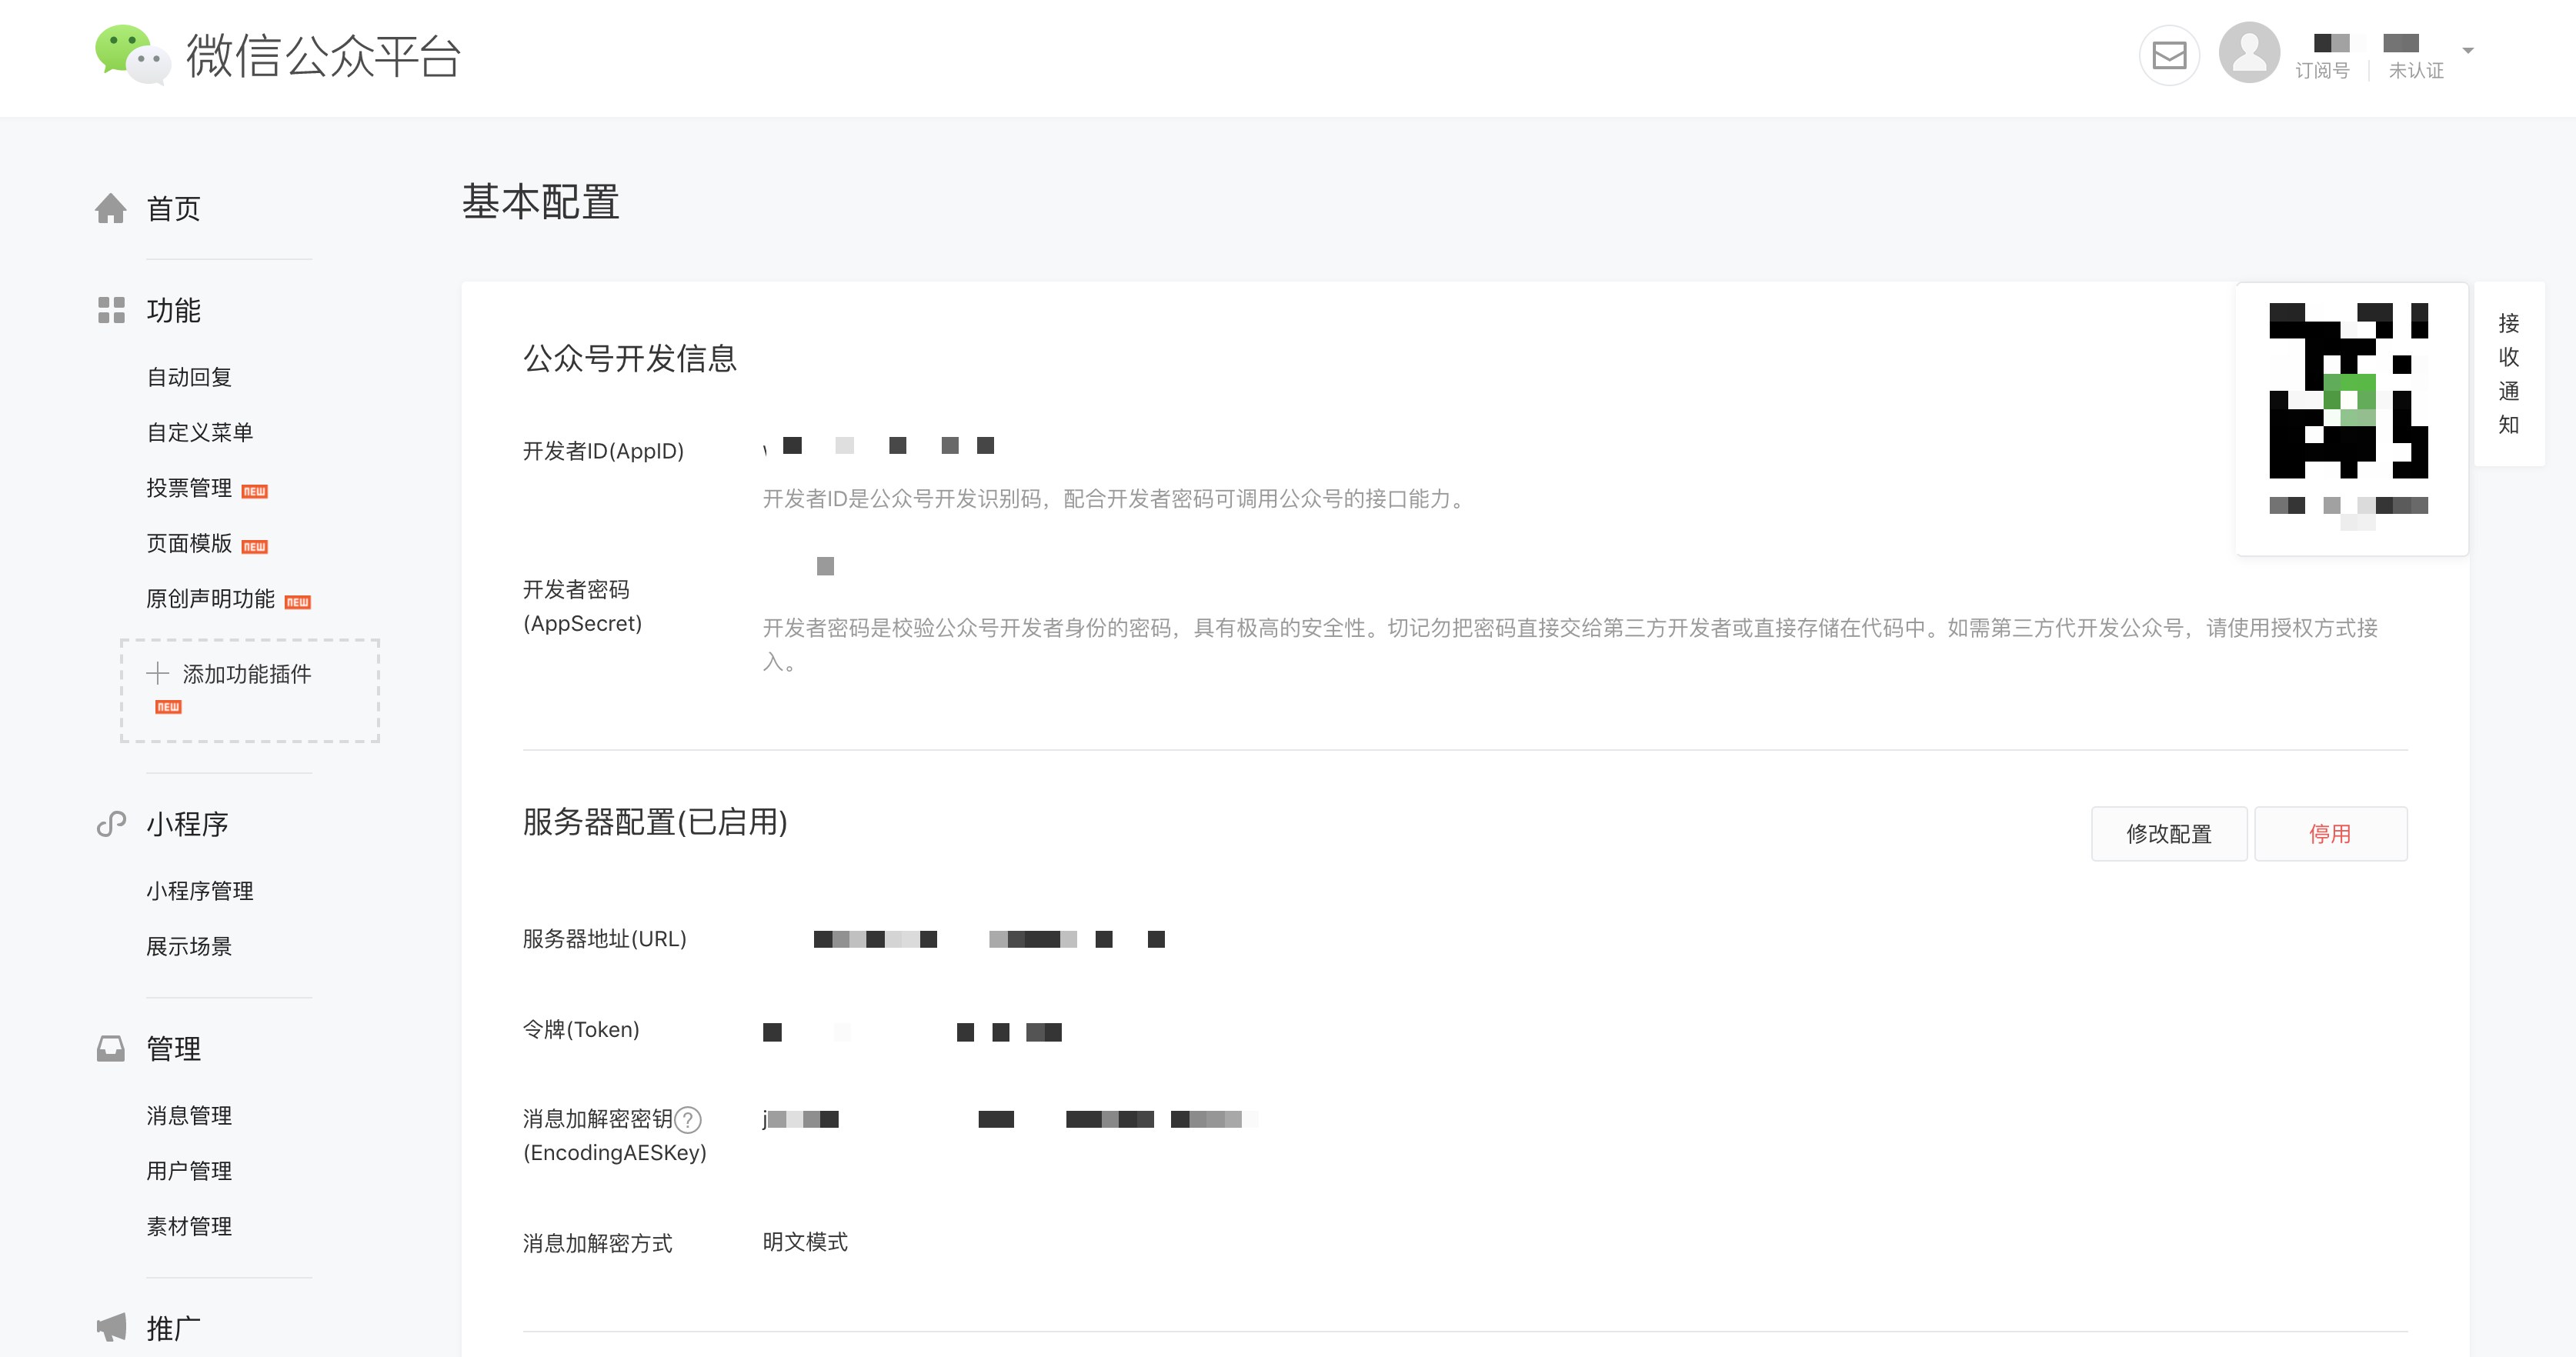 微信公众平台
订阅号 未认证
首页
功能
自动回复
自定义菜单
投票管理 NEW
页面模版 NEW
原创声明功能 NEW
添加功能插件
NEW
小程序
小程序管理
展示场景
管理
消息管理
用户管理
素材管理
推广
基本配置
接
收
通
知
公众号开发信息
开发者ID(AppID)
开发者ID是公众号开发识别码，配合开发者密码可调用公众号的接口能力。
开发者密码
(AppSecret)
开发者密码是校验公众号开发者身份的密码，具有极高的安全性。切记勿把密码直接交给第三方开发者或直接存储在代码中。如需第三方代开发公众号，请使用授权方式接
入。
服务器配置(已启用)
修改配置 停用
服务器地址(URL)
令牌(Token)
消息加解密密钥?
(EncodingAESKey)
j
消息加解密方式 明文模式